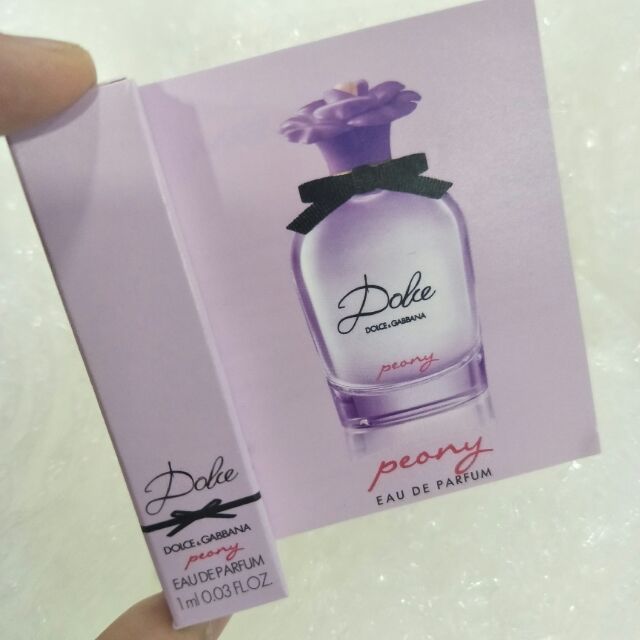 Dolce
DOLCE & GABBANA
peony
EAU DE PARFUM
1 ml 0.03 FL.OZ.
Dolce
DOLCE & GABBANA
peony
peony
EAU DE PARFUM